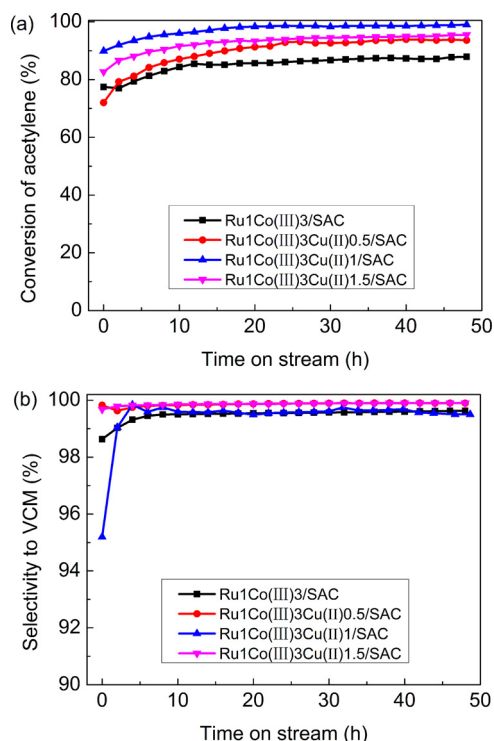 (a)
100
80
60
40
20
0
Conversion of acetylene (%)
Ru1Co(Ⅲ)3/SAC
Ru1Co(Ⅲ)3Cu(Ⅱ)0.5/SAC
Ru1Co(Ⅲ)3Cu(Ⅱ)1/SAC
Ru1Co(Ⅲ)3Cu(Ⅱ)1.5/SAC
0 10 20 30 40 50
Time on stream (h)
(b)
100
98
96
94
92
90
Selectivity to VCM (%)
Ru1Co(Ⅲ)3/SAC
Ru1Co(Ⅲ)3Cu(Ⅱ)0.5/SAC
Ru1Co(Ⅲ)3Cu(Ⅱ)1/SAC
Ru1Co(Ⅲ)3Cu(Ⅱ)1.5/SAC
0 10 20 30 40 50
Time on stream (h)